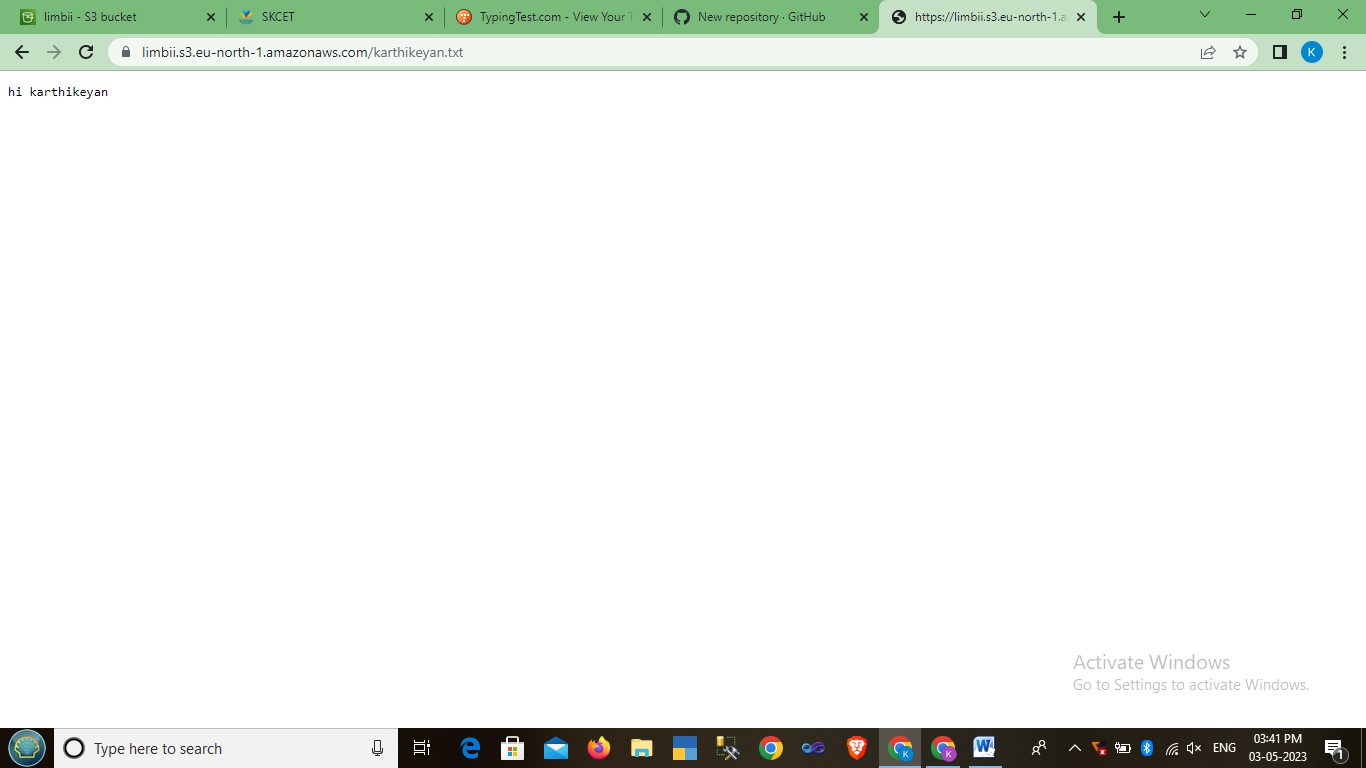 limbii - S3 bucket
SKCET
TypingTest.com - View Your T
New repository · GitHub
https://limbii.s3.eu-north-1.a
limbii.s3.eu-north-1.amazonaws.com/karthikeyan.txt
K
hi karthikeyan
Activate Windows
Go to Settings to activate Windows.
Type here to search
K
K
W
ENG
03:41 PM
03-05-2023
1